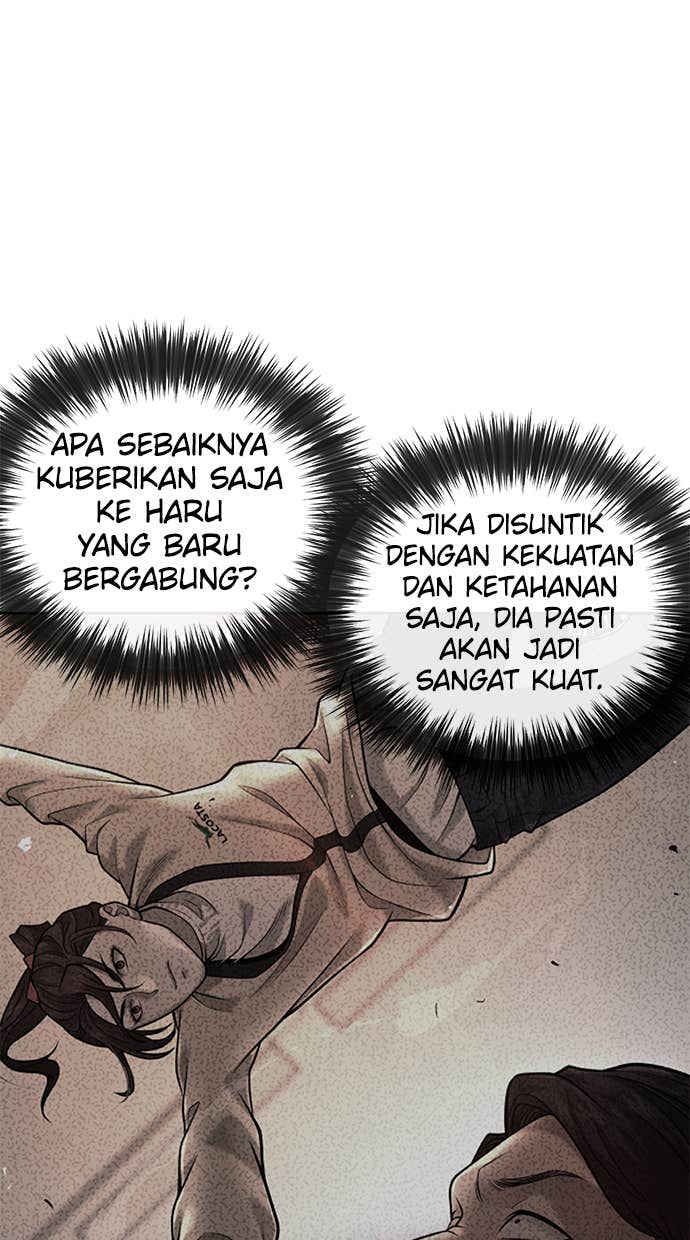 APA SEBAIKNYA
KUBERIKAN SAJA
KE HARU
YANG BARU
BERGABUNG?
JIKA DISUNTIK
DENGAN KEKUATAN
DAN KETAHANAN
SAJA, DIA PASTI
AKAN JADI
SANGAT KUAT.
LACOSTA